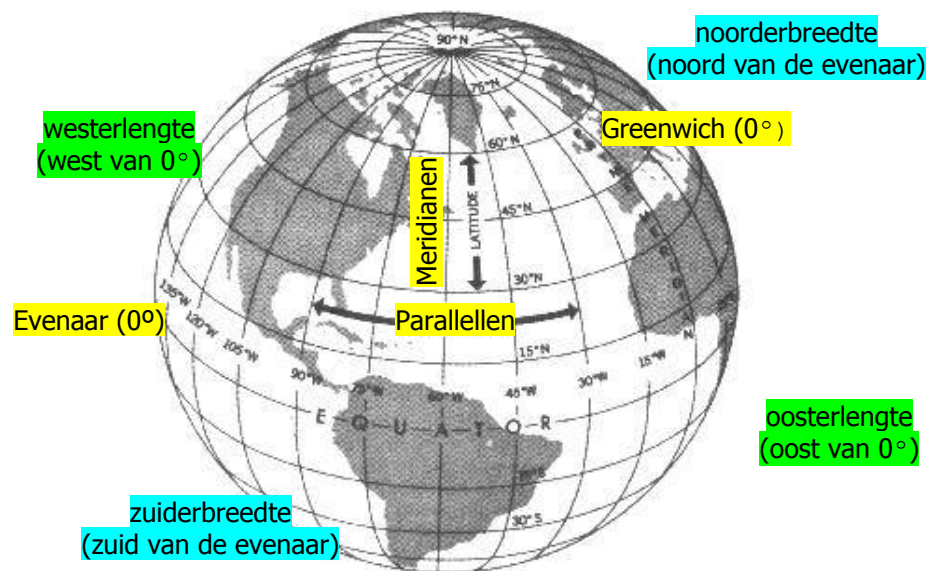 90°N
noorderbreedte
(noord van de evenaar)
75°N
westerlengte
(west van 0°)
Greenwich (0°)
60°N
Meridianen
LATITUDE
45°N
MERIDIAN
30°N
135°W
120°W
105°W
90°W
75°W
60°W
45°W
30°W
15°W
Evenaar (0º)
Parallellen
15°N
EQUATOR
oosterlengte
(oost van 0°)
15°S
30°S
zuiderbreedte
(zuid van de evenaar)